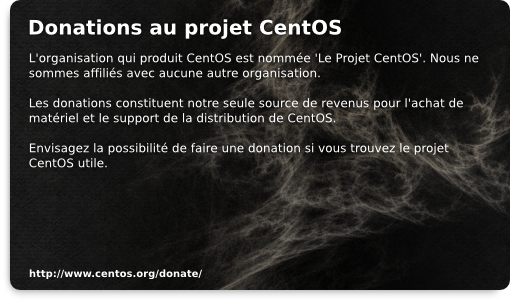 Donations au projet CentOS
L'organisation qui produit CentOS est nommée 'Le Projet CentOS'. Nous ne
sommes affiliés avec aucune autre organisation.
Les donations constituent notre seule source de revenus pour l'achat de
matériel et le support de la distribution de CentOS.
Envisagez la possibilité de faire une donation si vous trouvez le projet
CentOS utile.
http://www.centos.org/donate/